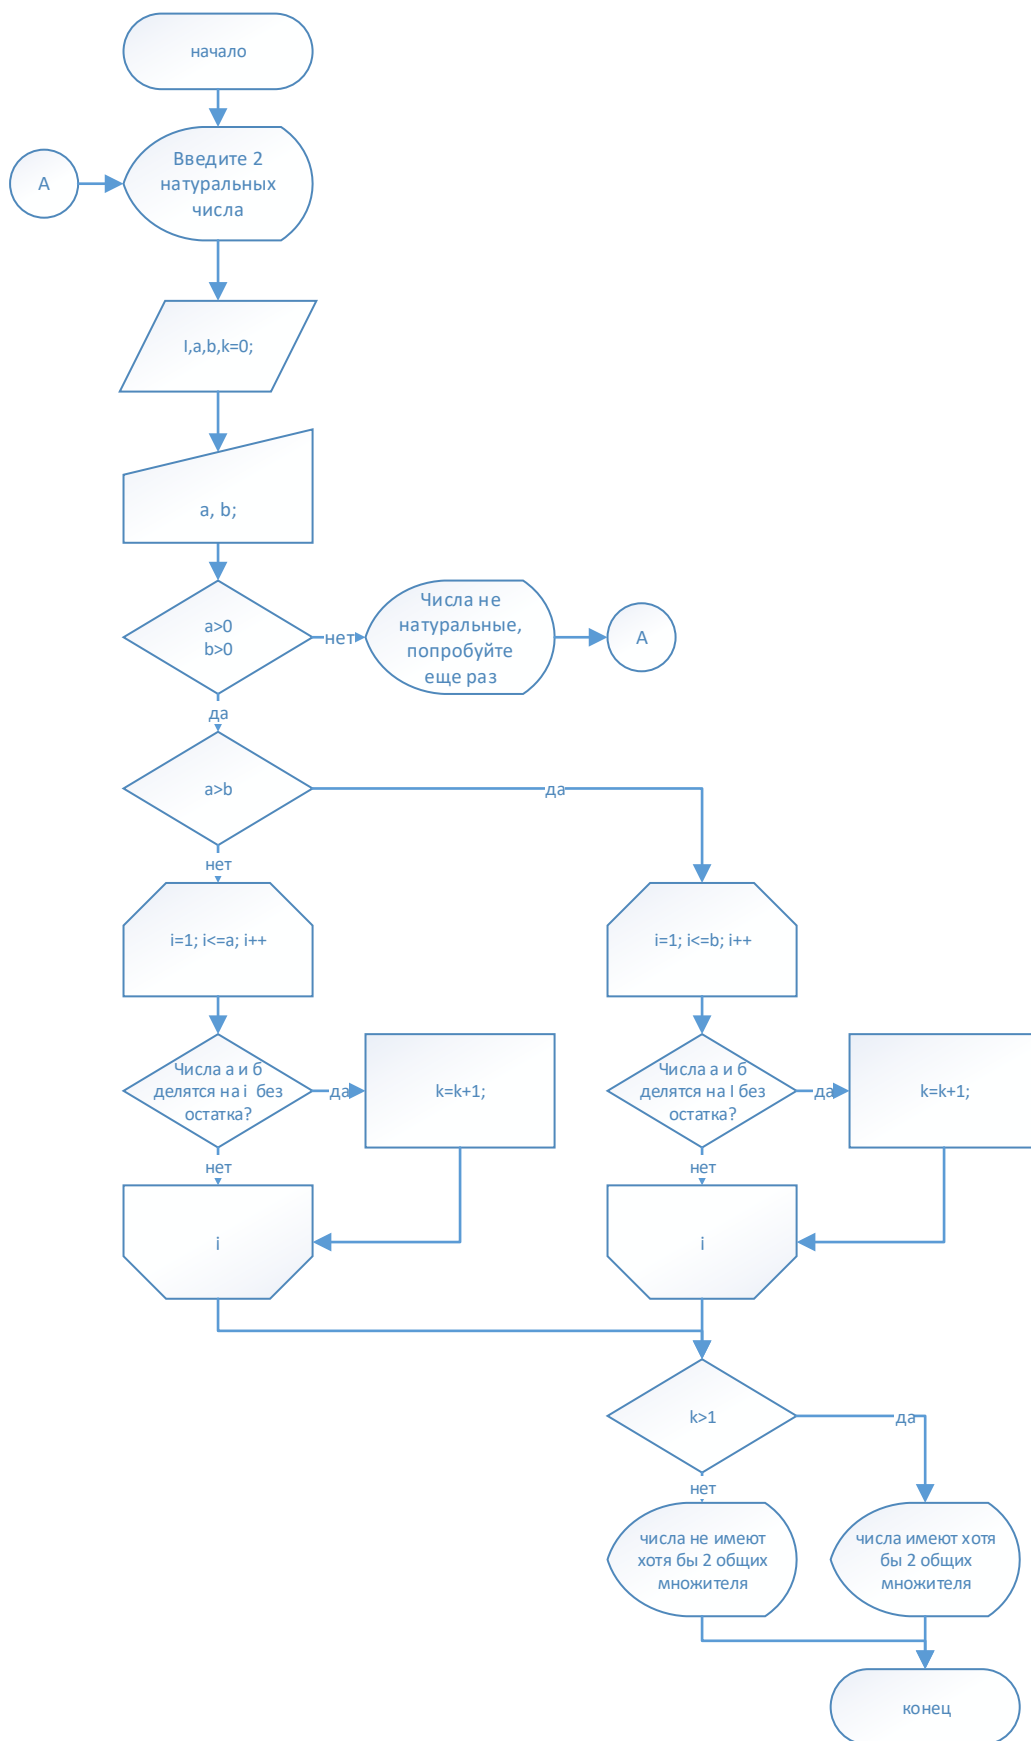 начало
A
Введите 2
натуральных
числа
I,a,b,k=0;
a, b;
a>0
b>0
нет
Числа не
натуральные,
попробуйте
еще раз
A
да
a>b
да
нет
i=1; i<=a; i++
i=1; i<=b; i++
Числа а и б
делятся на i без
остатка?
да
k=k+1;
Числа а и б
делятся на I без
остатка?
да
k=k+1;
нет
нет
i
i
k>1
да
нет
числа не имеют
хотя бы 2 общих
множителя
числа имеют хотя
бы 2 общих
множителя
конец